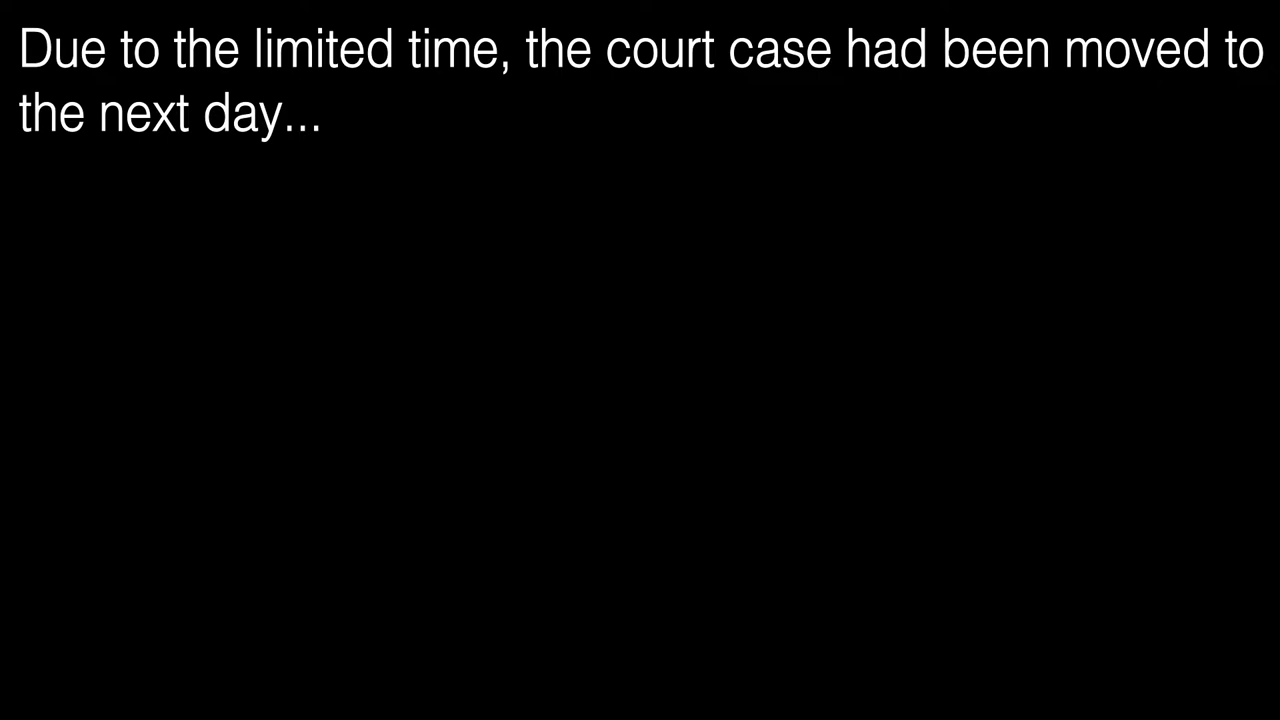 Due to the limited time, the court case had been moved to
the next day...